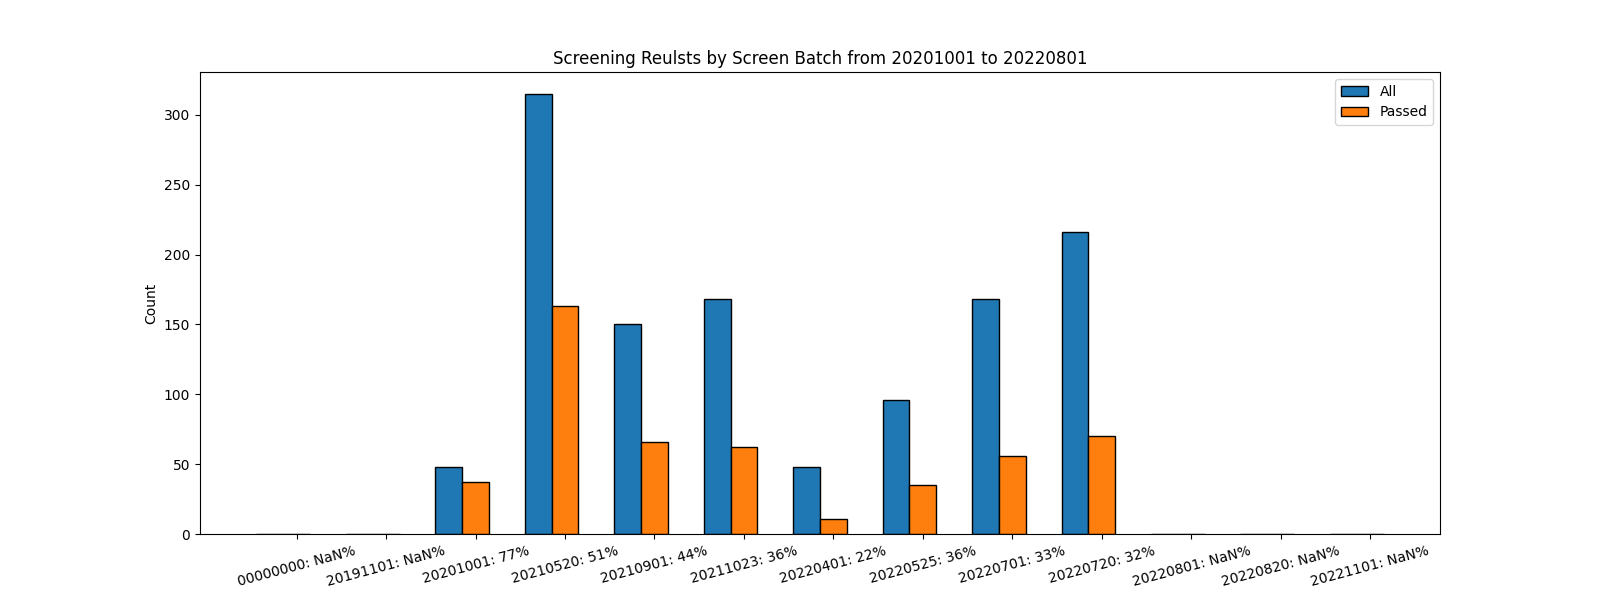 Screening Reulsts by Screen Batch from 20201001 to 20220801
All
Passed
Count
300
250
200
150
100
50
0
00000000: NaN%
20191101: NaN%
20201001: 77%
20210520: 51%
20210901: 44%
20211023: 36%
20220401: 22%
20220525: 36%
20220701: 33%
20220720: 32%
20220801: NaN%
20220820: NaN%
20221101: NaN%